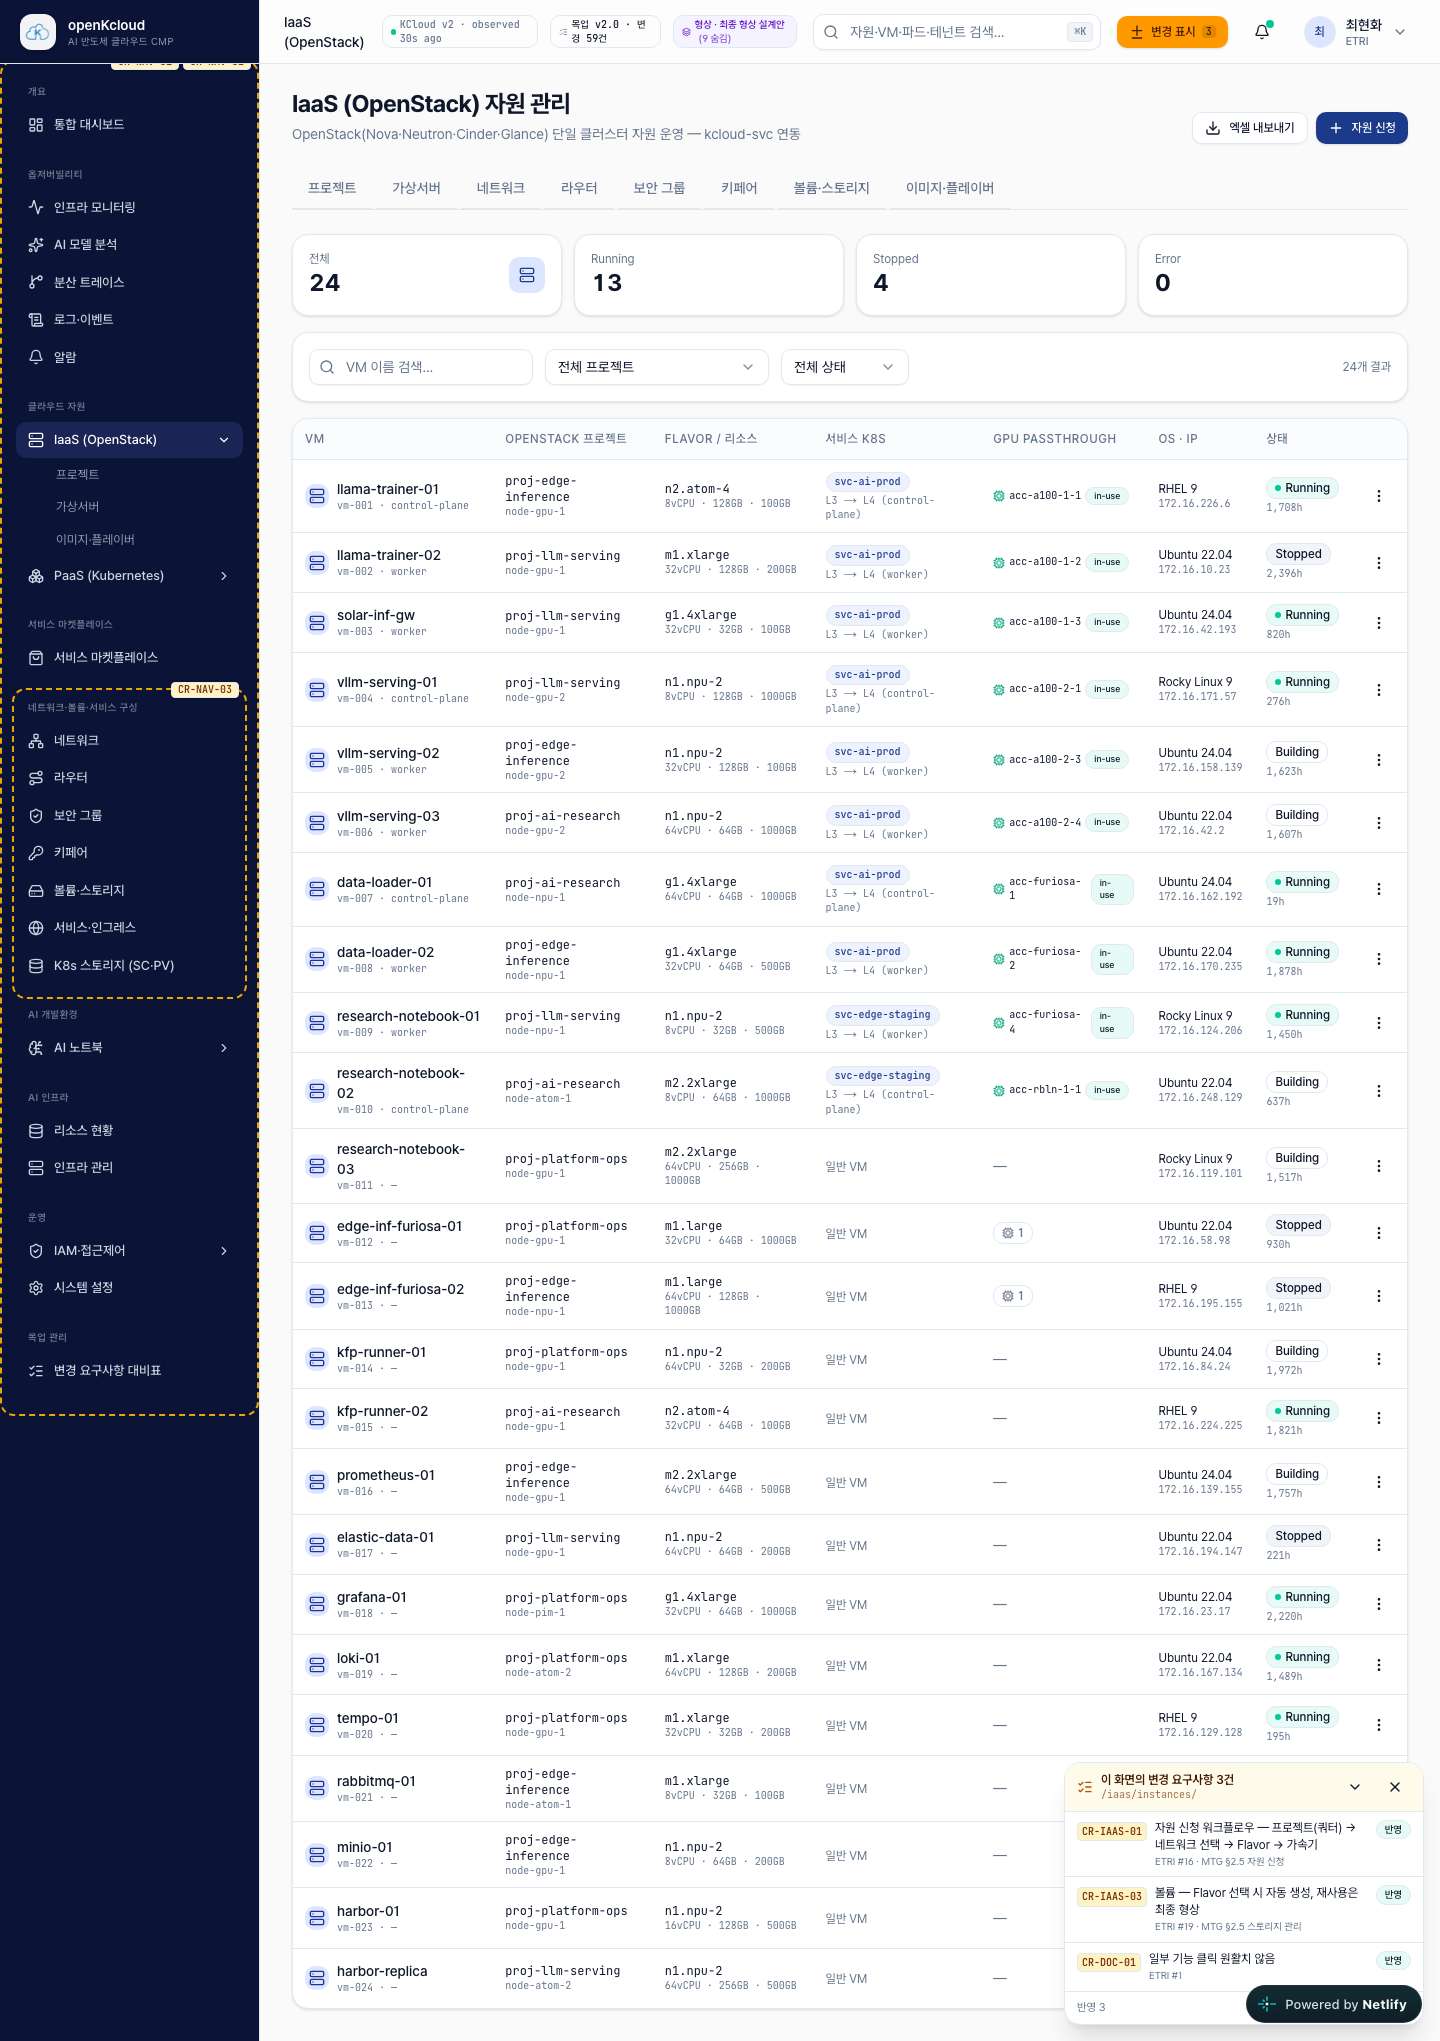 openKcloud
AI 반도체 클라우드 CMP
개요
통합 대시보드
옵저버빌리티
인프라 모니터링
AI 모델 분석
분산 트레이스
로그·이벤트
알람
클라우드 자원
IaaS (OpenStack)
프로젝트
가상서버
이미지·플레이버
PaaS (Kubernetes)
서비스 마켓플레이스
서비스 마켓플레이스
CR-NAV-03
네트워크·볼륨·서비스 구성
네트워크
라우터
보안 그룹
키페어
볼륨·스토리지
서비스·인그레스
K8s 스토리지 (SC·PV)
AI 개발환경
AI 노트북
AI 인프라
리소스 현황
인프라 관리
운영
IAM·접근제어
시스템 설정
목업 관리
변경 요구사항 대비표
IaaS
(OpenStack)
KCloud v2 · observed
30s ago
목업 v2.0 · 변
경 59건
형상 · 최종 형상 설계안
(9 숨김)
자원·VM·파드·테넌트 검색...
⌘K
변경 표시 3
최
최현화
ETRI
IaaS (OpenStack) 자원 관리
OpenStack(Nova·Neutron·Cinder·Glance) 단일 클러스터 자원 운영 — kcloud-svc 연동
엑셀 내보내기
자원 신청
프로젝트 가상서버 네트워크 라우터 보안 그룹 키페어 볼륨·스토리지 이미지·플레이버
전체
24
Running
13
Stopped
4
Error
0
VM 이름 검색...
전체 프로젝트
전체 상태
24개 결과
VM OPENSTACK 프로젝트 FLAVOR / 리소스 서비스 K8S GPU PASSTHROUGH OS · IP 상태
llama-trainer-01
vm-001 · control-plane
proj-edge-
inference
node-gpu-1
n2.atom-4
8vCPU · 128GB · 100GB
svc-ai-prod
L3 → L4 (control-
plane)
acc-a100-1-1 in-use
RHEL 9
172.16.226.6
Running
1,708h
llama-trainer-02
vm-002 · worker
proj-llm-serving
node-gpu-1
m1.xlarge
32vCPU · 128GB · 200GB
svc-ai-prod
L3 → L4 (worker)
acc-a100-1-2 in-use
Ubuntu 22.04
172.16.10.23
Stopped
2,396h
solar-inf-gw
vm-003 · worker
proj-llm-serving
node-gpu-1
g1.4xlarge
32vCPU · 32GB · 100GB
svc-ai-prod
L3 → L4 (worker)
acc-a100-1-3 in-use
Ubuntu 24.04
172.16.42.193
Running
820h
vllm-serving-01
vm-004 · control-plane
proj-llm-serving
node-gpu-2
n1.npu-2
8vCPU · 128GB · 1000GB
svc-ai-prod
L3 → L4 (control-
plane)
acc-a100-2-1 in-use
Rocky Linux 9
172.16.171.57
Running
276h
vllm-serving-02
vm-005 · worker
proj-edge-
inference
node-gpu-2
n1.npu-2
32vCPU · 128GB · 100GB
svc-ai-prod
L3 → L4 (worker)
acc-a100-2-3 in-use
Ubuntu 24.04
172.16.158.139
Building
1,623h
vllm-serving-03
vm-006 · worker
proj-ai-research
node-gpu-2
n1.npu-2
64vCPU · 64GB · 1000GB
svc-ai-prod
L3 → L4 (worker)
acc-a100-2-4 in-use
Ubuntu 22.04
172.16.42.2
Building
1,607h
data-loader-01
vm-007 · control-plane
proj-ai-research
node-npu-1
g1.4xlarge
64vCPU · 64GB · 1000GB
svc-ai-prod
L3 → L4 (control-
plane)
acc-furiosa-
1
in-
use
Ubuntu 24.04
172.16.162.192
Running
19h
data-loader-02
vm-008 · worker
proj-edge-
inference
node-npu-1
g1.4xlarge
32vCPU · 64GB · 500GB
svc-ai-prod
L3 → L4 (worker)
acc-furiosa-
2
in-
use
Ubuntu 22.04
172.16.170.235
Running
1,878h
research-notebook-01
vm-009 · worker
proj-llm-serving
node-npu-1
n1.npu-2
8vCPU · 32GB · 500GB
svc-edge-staging
L3 → L4 (worker)
acc-furiosa-
4
in-
use
Rocky Linux 9
172.16.124.206
Running
1,450h
research-notebook-
02
vm-010 · control-plane
proj-ai-research
node-atom-1
m2.2xlarge
8vCPU · 64GB · 1000GB
svc-edge-staging
L3 → L4 (control-
plane)
acc-rbln-1-1 in-use
Ubuntu 22.04
172.16.248.129
Building
637h
research-notebook-
03
vm-011 · —
proj-platform-ops
node-gpu-1
m2.2xlarge
64vCPU · 256GB ·
1000GB
일반 VM
—
Rocky Linux 9
172.16.119.101
Building
1,517h
edge-inf-furiosa-01
vm-012 · —
proj-platform-ops
node-gpu-1
m1.large
32vCPU · 64GB · 1000GB
일반 VM
1
Ubuntu 22.04
172.16.58.98
Stopped
930h
edge-inf-furiosa-02
vm-013 · —
proj-edge-
inference
node-npu-1
m1.large
64vCPU · 128GB ·
1000GB
일반 VM
1
RHEL 9
172.16.195.155
Stopped
1,021h
kfp-runner-01
vm-014 · —
proj-platform-ops
node-gpu-1
n1.npu-2
64vCPU · 32GB · 200GB
일반 VM
—
Ubuntu 24.04
172.16.84.24
Building
1,972h
kfp-runner-02
vm-015 · —
proj-ai-research
node-gpu-1
n2.atom-4
32vCPU · 64GB · 100GB
일반 VM
—
RHEL 9
172.16.224.225
Running
1,821h
prometheus-01
vm-016 · —
proj-edge-
inference
node-gpu-1
m2.2xlarge
64vCPU · 64GB · 500GB
일반 VM
—
Ubuntu 24.04
172.16.139.155
Building
1,757h
elastic-data-01
vm-017 · —
proj-llm-serving
node-gpu-1
n1.npu-2
64vCPU · 64GB · 200GB
일반 VM
—
Ubuntu 22.04
172.16.194.147
Stopped
221h
grafana-01
vm-018 · —
proj-platform-ops
node-pim-1
g1.4xlarge
32vCPU · 64GB · 1000GB
일반 VM
—
Ubuntu 22.04
172.16.23.17
Running
2,220h
loki-01
vm-019 · —
proj-platform-ops
node-atom-2
m1.xlarge
64vCPU · 128GB · 200GB
일반 VM
—
Ubuntu 22.04
172.16.167.134
Running
1,489h
tempo-01
vm-020 · —
proj-platform-ops
node-gpu-1
m1.xlarge
32vCPU · 32GB · 200GB
일반 VM
—
RHEL 9
172.16.129.128
Running
195h
rabbitmq-01
vm-021 · —
proj-edge-
inference
node-atom-1
m1.xlarge
8vCPU · 32GB · 100GB
일반 VM
—
minio-01
vm-022 · —
proj-edge-
inference
node-gpu-1
n1.npu-2
8vCPU · 64GB · 200GB
일반 VM
—
harbor-01
vm-023 · —
proj-platform-ops
node-gpu-1
n1.npu-2
16vCPU · 128GB · 500GB
일반 VM
—
harbor-replica
vm-024 · —
proj-llm-serving
node-atom-2
n1.npu-2
64vCPU · 256GB · 500GB
일반 VM
—
이 화면의 변경 요구사항 3건
/iaas/instances/
CR-IAAS-01
자원 신청 워크플로우 — 프로젝트(쿼터) →
네트워크 선택 → Flavor → 가속기
ETRI #16 · MTG §2.5 자원 신청
반영
CR-IAAS-03
볼륨 — Flavor 선택 시 자동 생성, 재사용은
최종 형상
ETRI #19 · MTG §2.5 스토리지 관리
반영
CR-DOC-01
일부 기능 클릭 원활치 않음
ETRI #1
반영
반영 3
Powered by Netlify